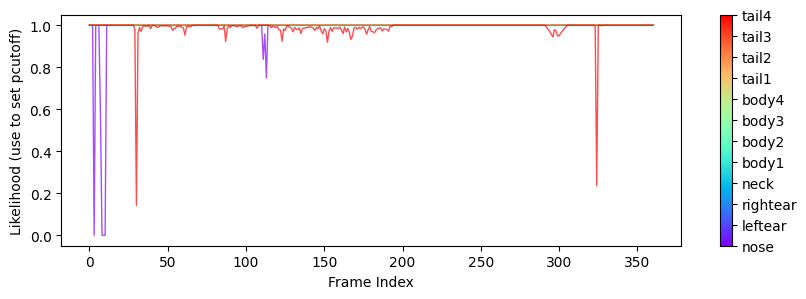 Likelihood (use to set pcutoff)
1.0
0.8
0.6
0.4
0.2
0.0
0
50
100
150
200
250
300
350
Frame Index
tail4
tail3
tail2
tail1
body4
body3
body2
body1
neck
rightear
leftear
nose